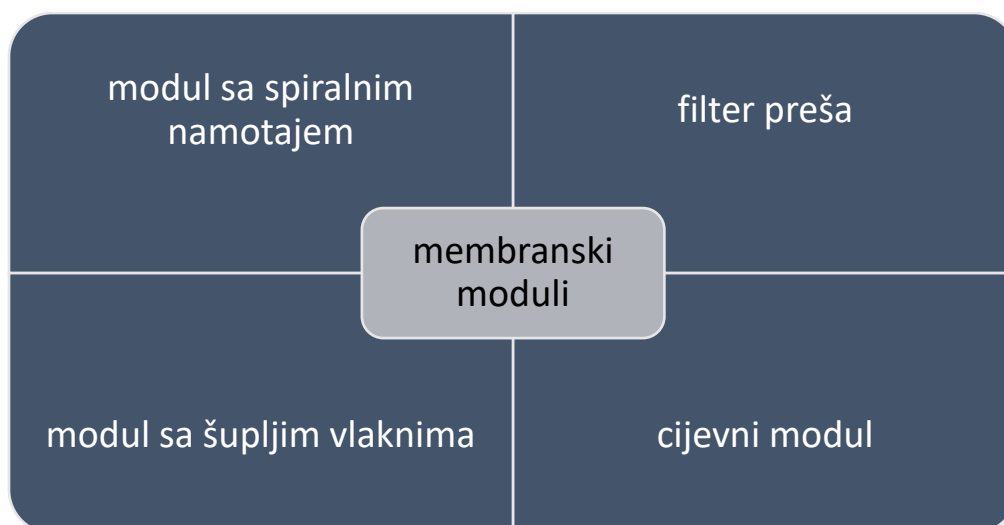 modul sa spiralnim
namotajem
filter preša
membranski
moduli
modul sa šupljim vlaknima
cijevni modul